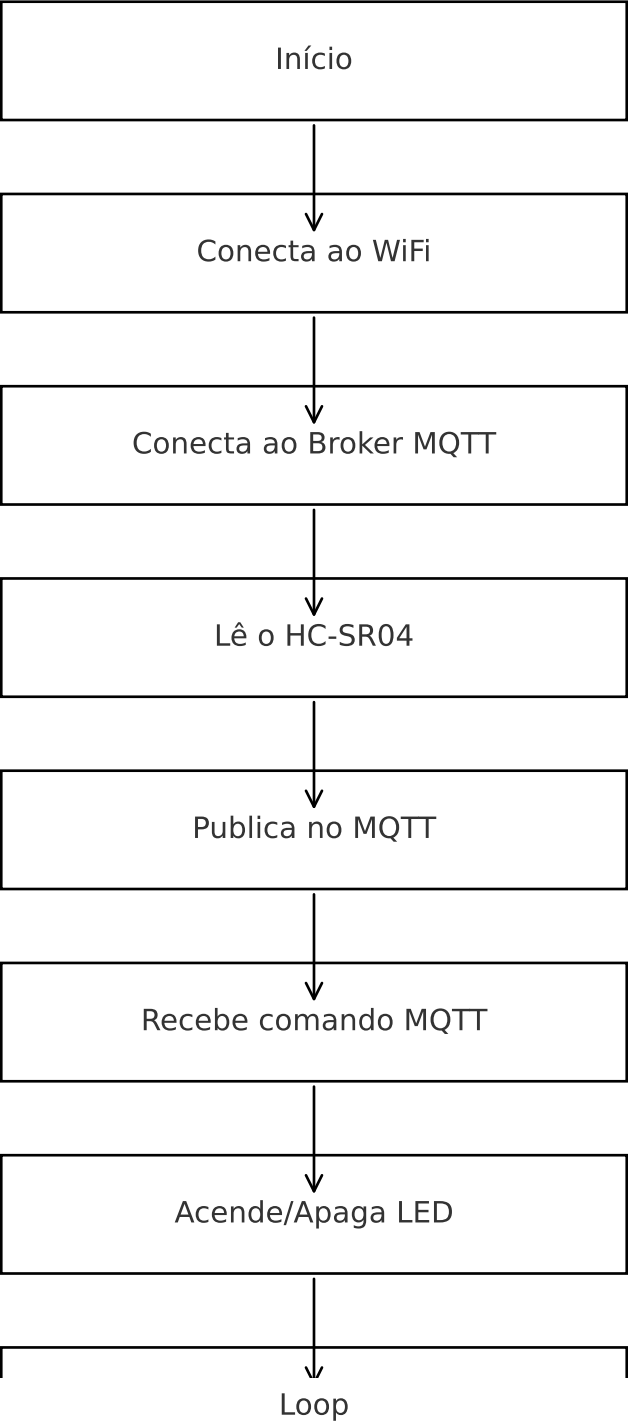 Início
Conecta ao WiFi
Conecta ao Broker MQTT
Lê o HC-SR04
Publica no MQTT
Recebe comando MQTT
Acende/Apaga LED
Loop